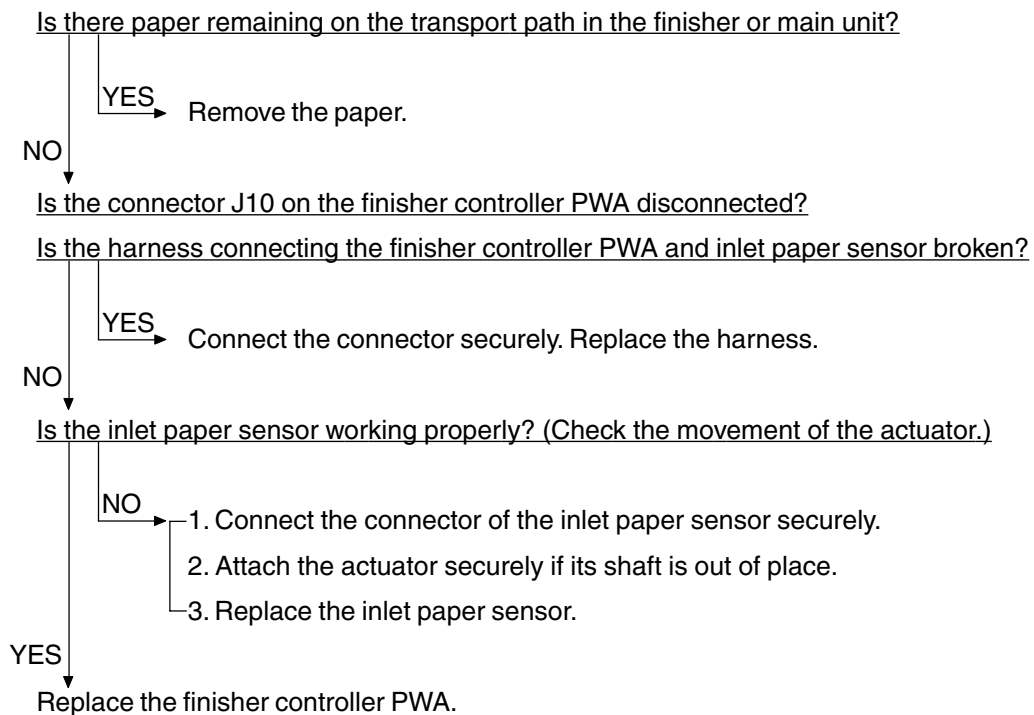 Is there paper remaining on the transport path in the finisher or main unit?
YES
Remove the paper.
NO
Is the connector J10 on the finisher controller PWA disconnected?
Is the harness connecting the finisher controller PWA and inlet paper sensor broken?
YES
Connect the connector securely. Replace the harness.
NO
Is the inlet paper sensor working properly? (Check the movement of the actuator.)
NO
1. Connect the connector of the inlet paper sensor securely.
2. Attach the actuator securely if its shaft is out of place.
3. Replace the inlet paper sensor.
YES
Replace the finisher controller PWA.